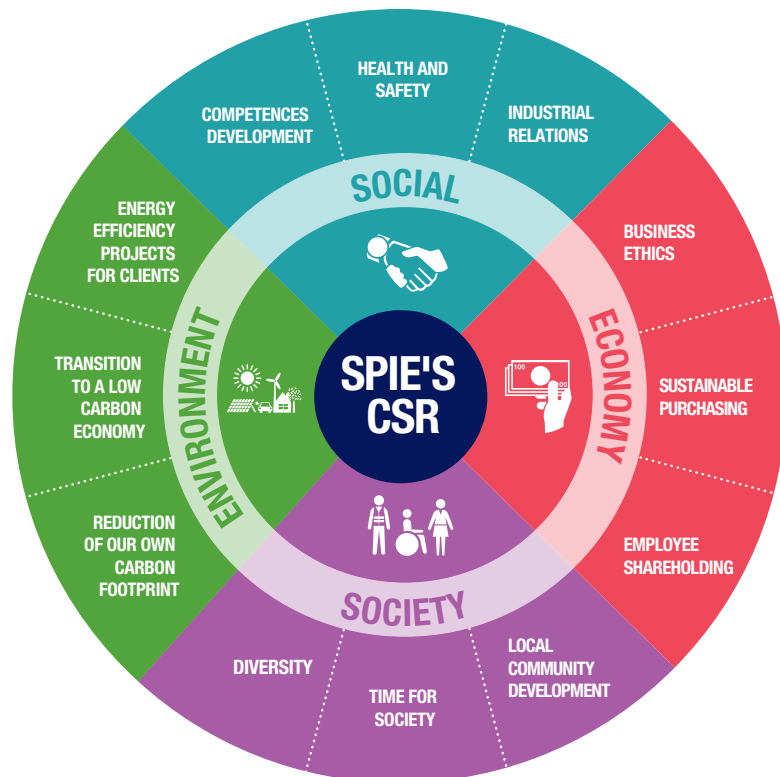 HEALTH AND
SAFETY
COMPETENCES
DEVELOPMENT
INDUSTRIAL
RELATIONS
SOCIAL
ENERGY
EFFICIENCY
PROJECTS
FOR CLIENTS
TRANSITION
TO A LOW
CARBON
ECONOMY
REDUCTION
OF OUR OWN
CARBON
FOOTPRINT
ENVIRONMENT
SPIE'S
CSR
100
00
ECONOMY
BUSINESS
ETHICS
SUSTAINABLE
PURCHASING
EMPLOYEE
SHAREHOLDING
SOCIETY
DIVERSITY
TIME FOR
SOCIETY
LOCAL
COMMUNITY
DEVELOPMENT